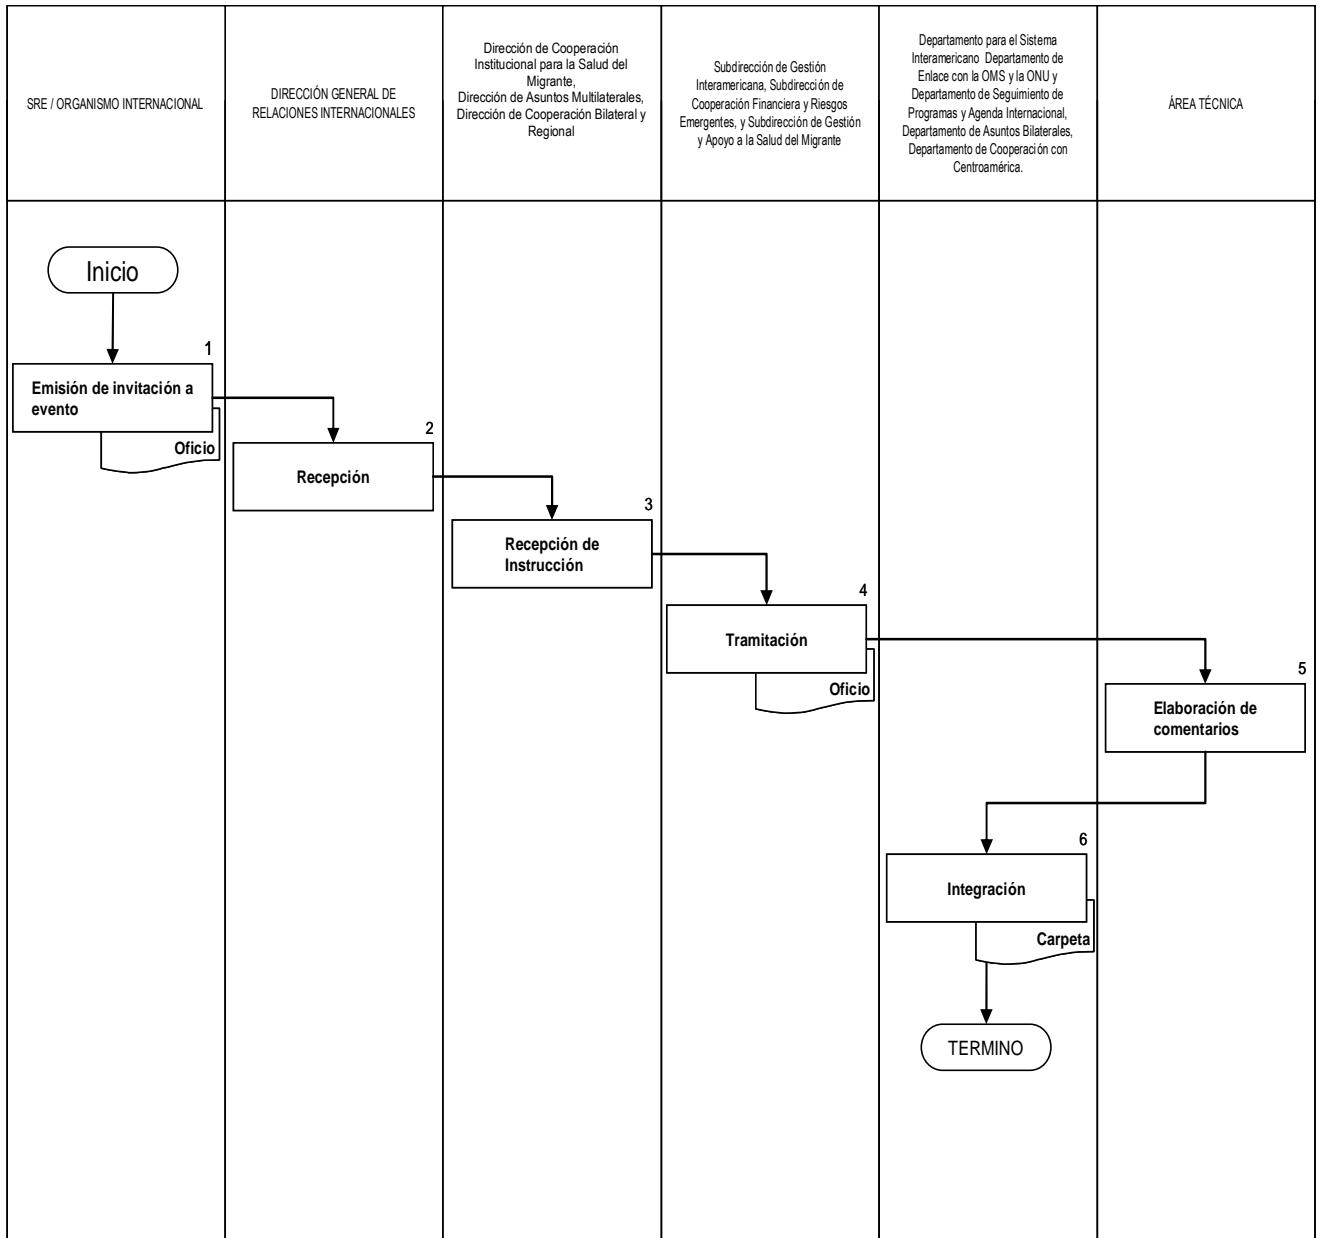 SRE / ORGANISMO INTERNACIONAL
DIRECCIÓN GENERAL DE
RELACIONES INTERNACIONALES
Dirección de Cooperación
Institucional para la Salud del
Migrante,
Dirección de Asuntos Multilaterales,
Dirección de Cooperación Bilateral y
Regional
Subdirección de Gestión
Interamericana, Subdirección de
Cooperación Financiera y Riesgos
Emergentes, y Subdirección de Gestión
y Apoyo a la Salud del Migrante
Departamento para el Sistema
Interamericano Departamento de
Enlace con la OMS y la ONU y
Departamento de Seguimiento de
Programas y Agenda Internacional,
Departamento de Asuntos Bilaterales,
Departamento de Cooperación con
Centroamérica.
ÁREA TÉCNICA
Inicio
1
Emisión de invitación a
evento
Oficio
2
Recepción
3
Recepción de
Instrucción
4
Tramitación
Oficio
5
Elaboración de
comentarios
6
Integración
Carpeta
TERMINO